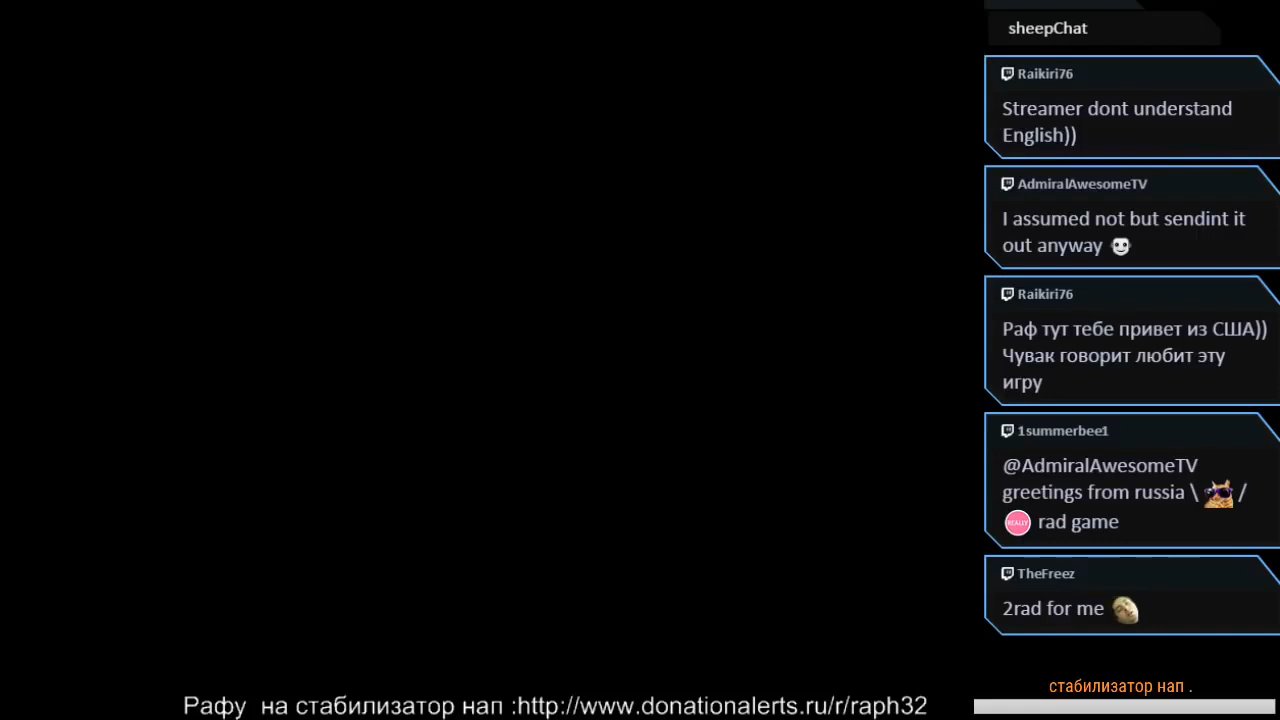 sheepChat
Raikiri76
Streamer dont understand
English))
AdmiralAwesomeTV
I assumed not but sendint it
out anyway
Raikiri76
Раф тут тебе привет из США))
Чувак говорит любит эту
игру
1summerbee1
@AdmiralAwesomeTV
greetings from russia \ /
REALLY rad game
TheFreez
2rad for me
стабилизатор нап .
Рафу на стабилизатор нап :http://www.donationalerts.ru/r/raph32